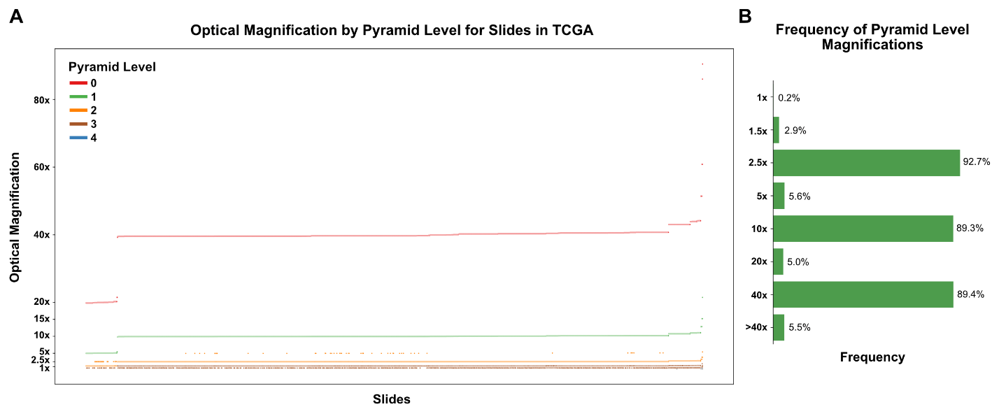 A
Optical Magnification by Pyramid Level for Slides in TCGA
Pyramid Level
0
1
2
3
4
Optical Magnification
80x
60x
40x
20x
15x
10x
5x
2.5x
1x
Slides
B
Frequency of Pyramid Level
Magnifications
1x 0.2%
1.5x 2.9%
2.5x 92.7%
5x 5.6%
10x 89.3%
20x 5.0%
40x 89.4%
>40x 5.5%
Frequency